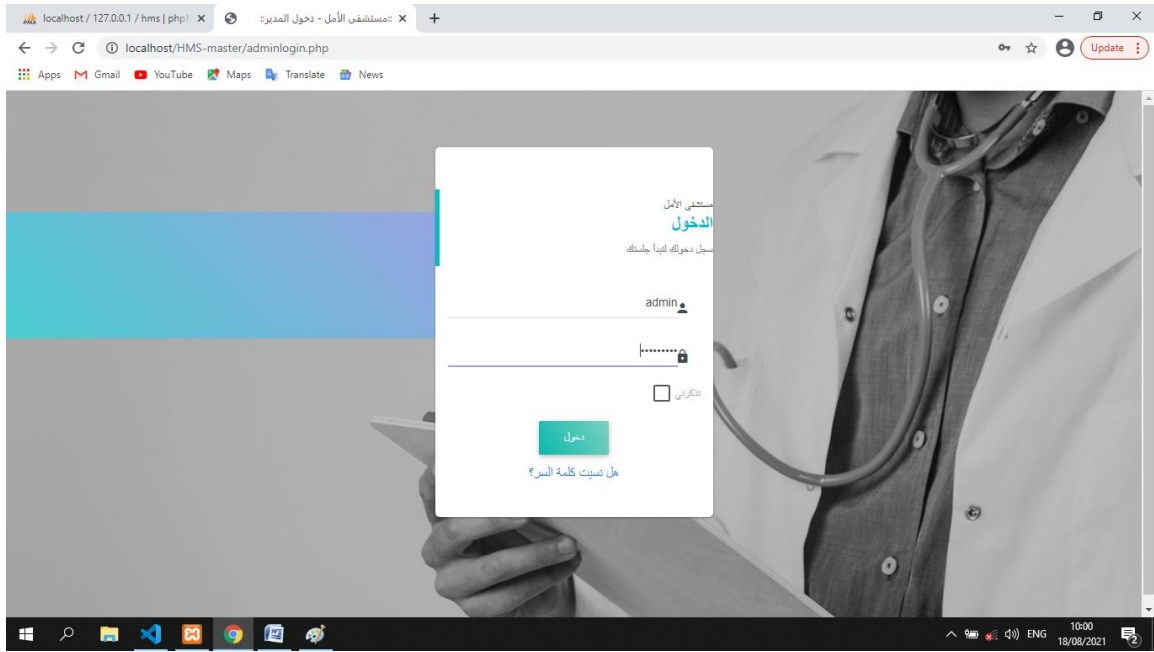 localhost / 127.0.0.1 / hms | php
::مستشفى الأمل - دخول المدير::
localhost/HMS-master/adminlogin.php
Update
Apps
Gmail
YouTube
Maps
Translate
News
مستشفى الأمل
الدخول
سجل دخولك لتبدأ جلستك
admin
•••••••••
تذكرني
دخول
هل نسيت كلمة السر؟
ENG
10:00
18/08/2021
2